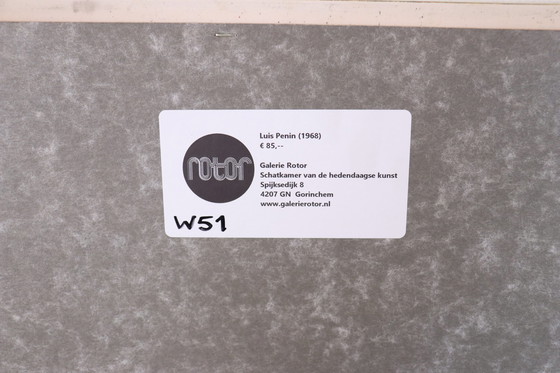 Luis Penin (1968)
€ 85,--
rotor
Galerie Rotor
Schatkamer van de hedendaagse kunst
Spijksedijk 8
4207 GN Gorinchem
www.galerierotor.nl
W51